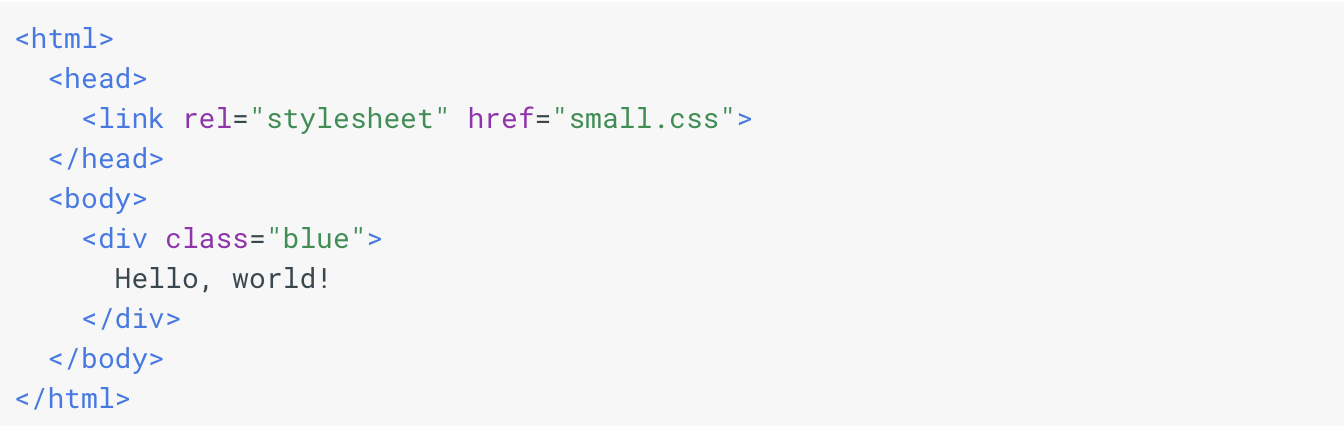 <html>
  <head>
    <link rel="stylesheet" href="small.css">
  </head>
  <body>
    <div class="blue">
      Hello, world!
    </div>
  </body>
</html>